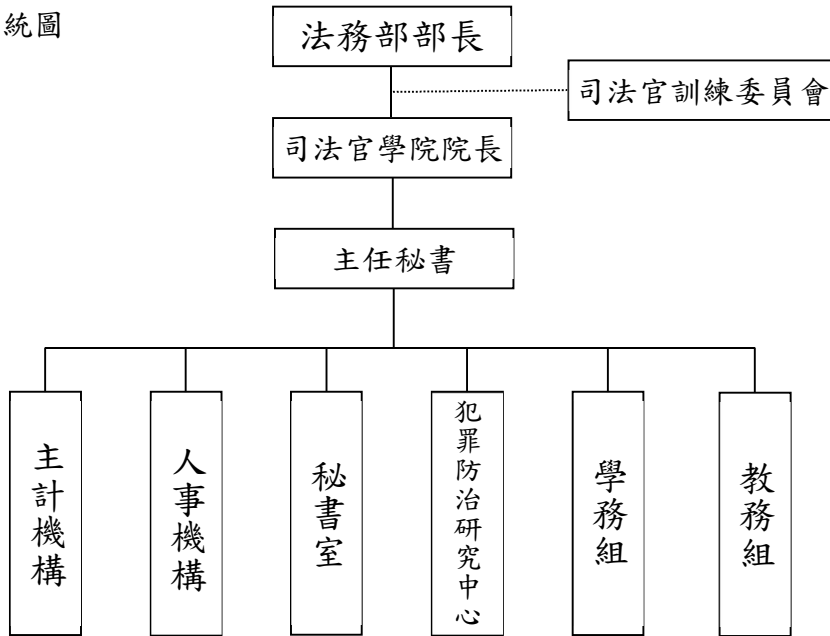 統圖
法務部部長
司法官訓練委員會
司法官學院院長
主任秘書
主計機構
人事機構
秘書室
犯罪防治研究中心
學務組
教務組